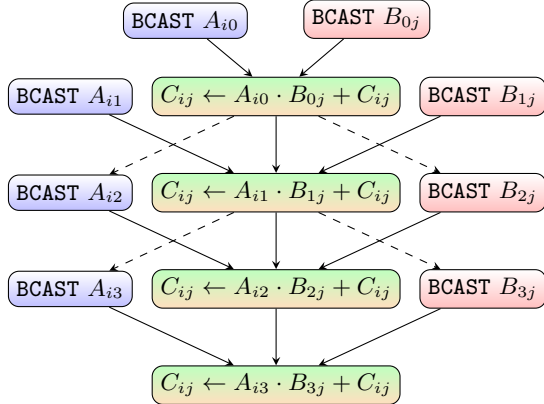 BCAST A_{i0} BCAST B_{0j}
BCAST A_{i1} C_{ij} ← A_{i0} · B_{0j} + C_{ij} BCAST B_{1j}
BCAST A_{i2} C_{ij} ← A_{i1} · B_{1j} + C_{ij} BCAST B_{2j}
BCAST A_{i3} C_{ij} ← A_{i2} · B_{2j} + C_{ij} BCAST B_{3j}
C_{ij} ← A_{i3} · B_{3j} + C_{ij}